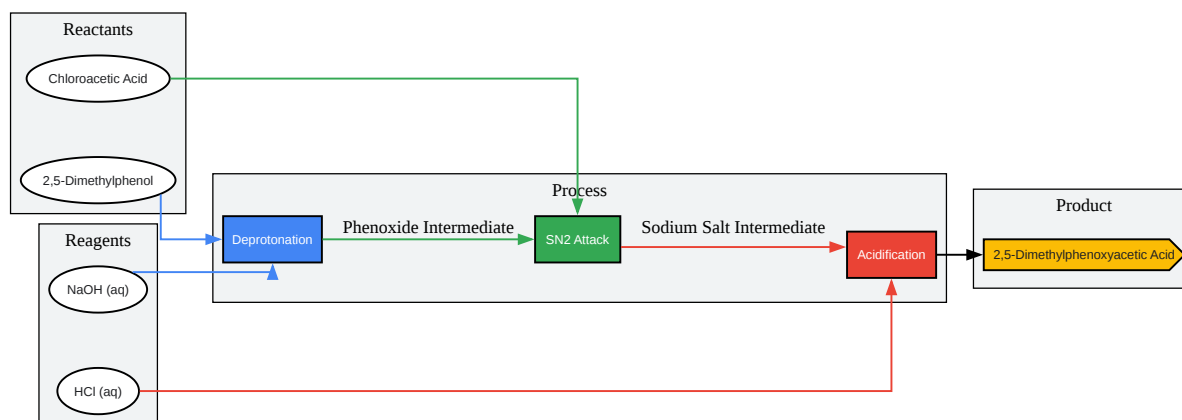 Reactants
Chloroacetic Acid
2,5-Dimethylphenol
Reagents
NaOH (aq)
HCl (aq)
Process
Deprotonation
Phenoxide Intermediate
SN2 Attack
Sodium Salt Intermediate
Acidification
Product
2,5-Dimethylphenoxyacetic Acid